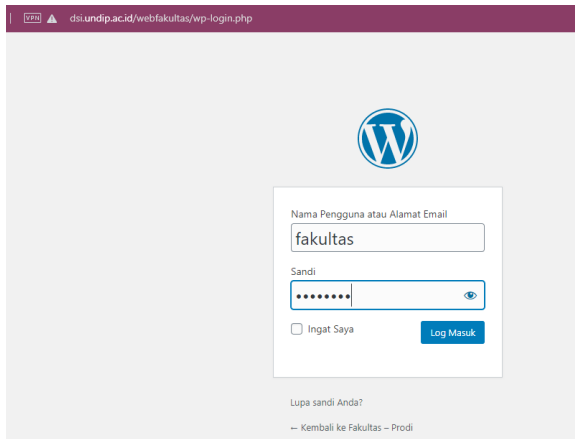 VPN dsi.undip.ac.id/webfakultas/wp-login.php
Nama Pengguna atau Alamat Email
fakultas
Sandi
••••••••
Ingat Saya
Log Masuk
Lupa sandi Anda?
← Kembali ke Fakultas – Prodi